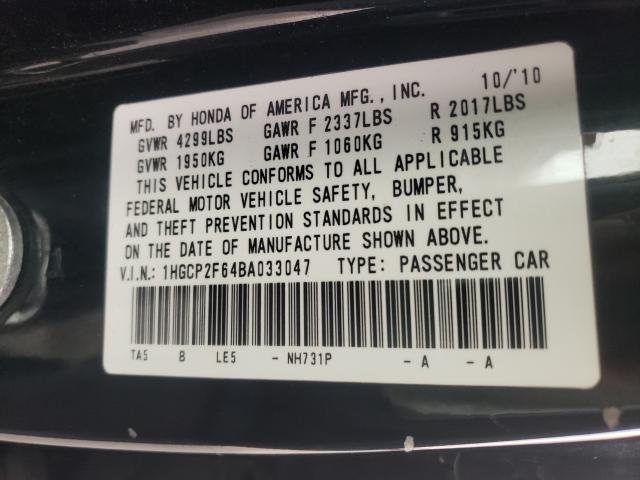 MFD. BY HONDA OF AMERICA MFG., INC. 10/'10
GVWR 4299LBS GAWR F 2337LBS R 2017LBS
GVWR 1950KG GAWR F 1060KG R 915KG
THIS VEHICLE CONFORMS TO ALL APPLICABLE
FEDERAL MOTOR VEHICLE SAFETY, BUMPER,
AND THEFT PREVENTION STANDARDS IN EFFECT
ON THE DATE OF MANUFACTURE SHOWN ABOVE.
V.I.N.: 1HGCP2F64BA033047 TYPE: PASSENGER CAR
TA5 B LE5 - NH731P - A - A